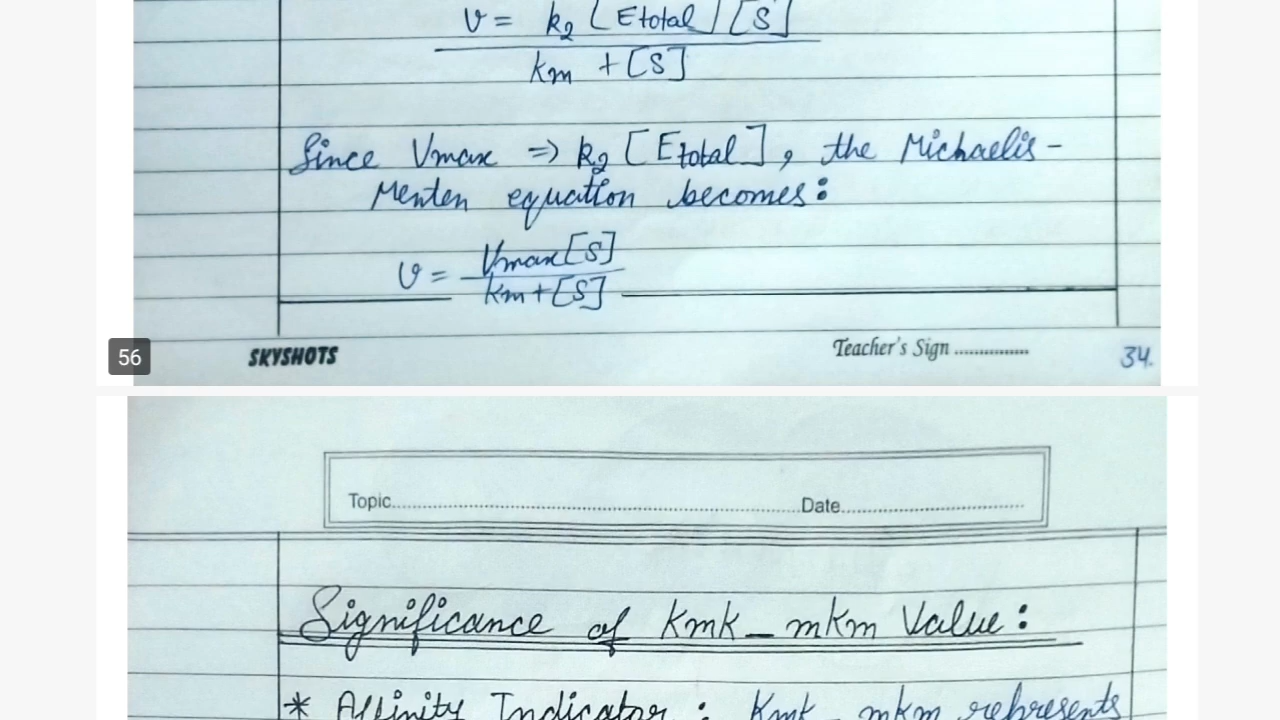 v = k2 [Etotal] [S]
km + [S]
Since Vmax => k2 [Etotal], the Michaelis-
Menten equation becomes:
v = Vmax[S]
km+[S]
56
SKYSHOTS
Teacher's Sign ...............
34.
Topic.......................Date.......................
Significance of Kmk_mkm Value:
* Affinity Indicator : Kmk_mkm represents